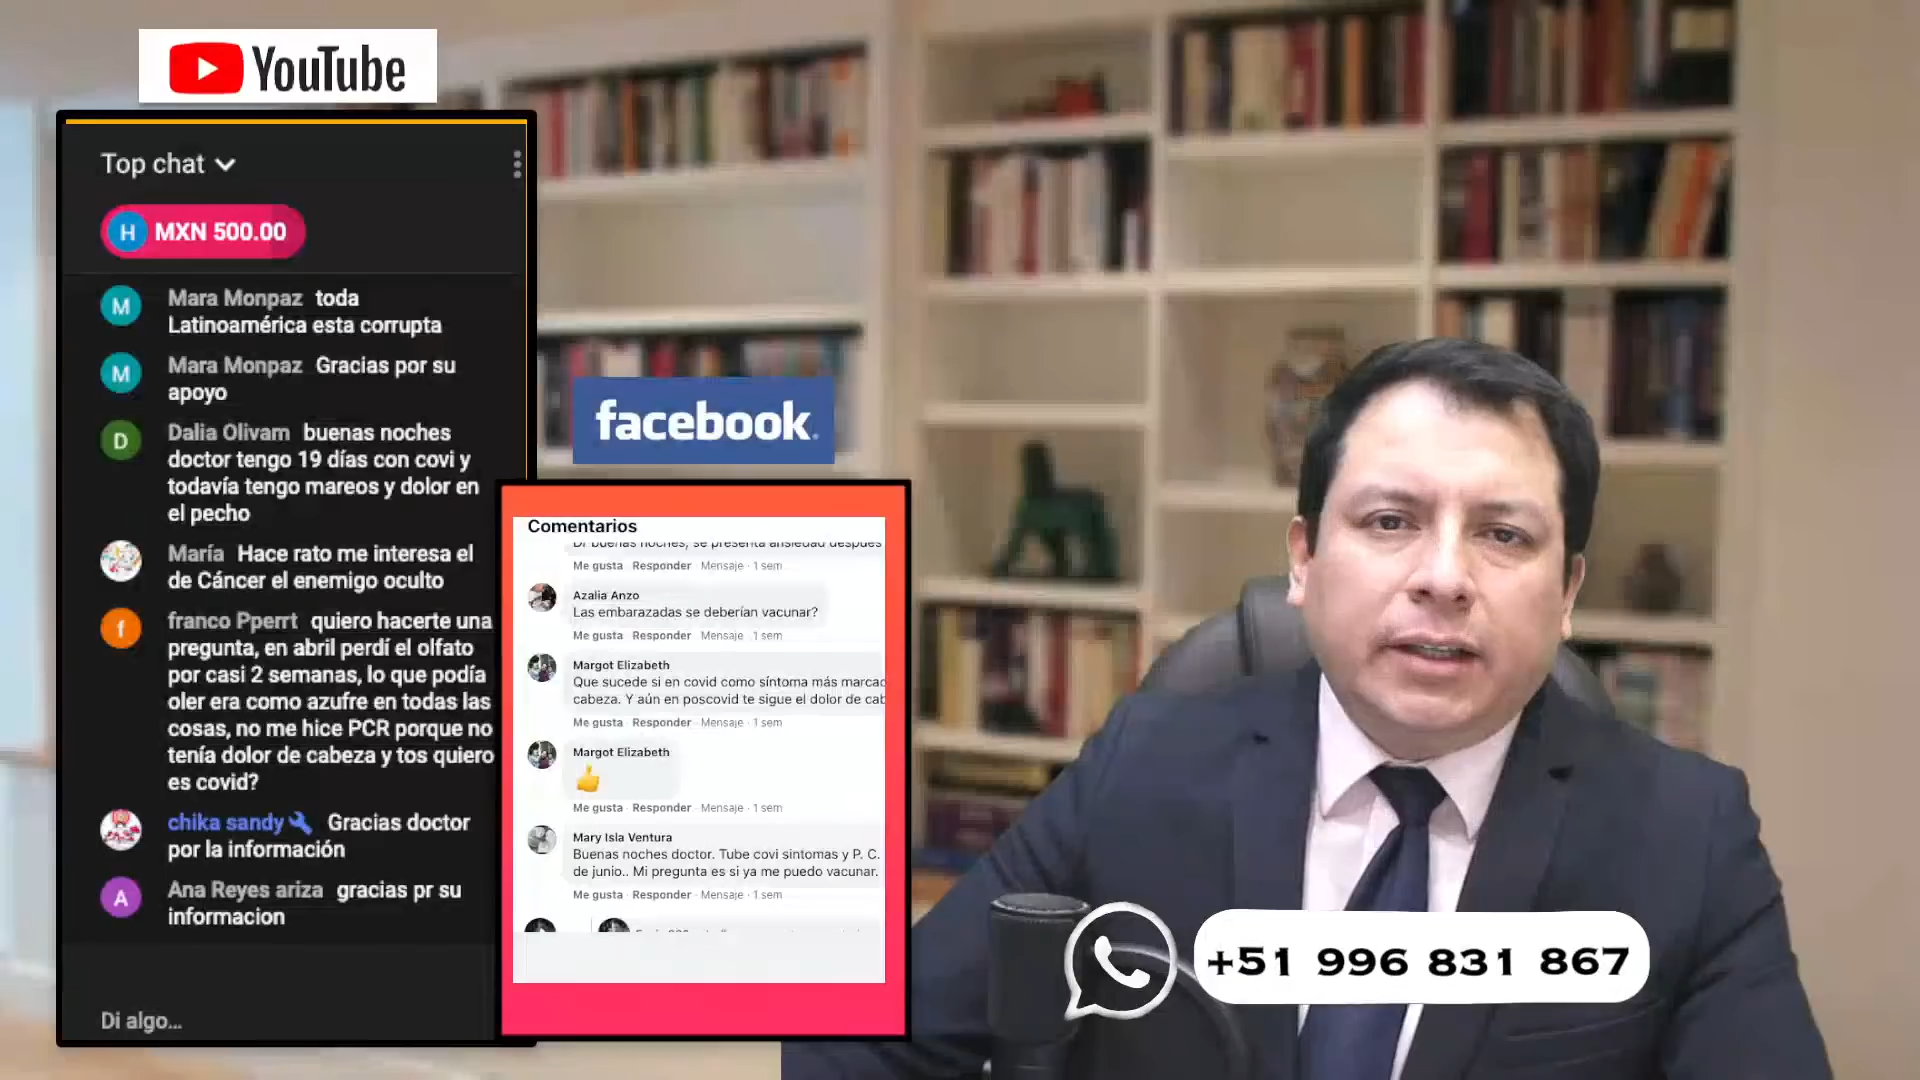 YouTube
Top chat
H MXN 500.00
M Mara Monpaz toda
Latinoamérica esta corrupta
M Mara Monpaz Gracias por su
apoyo
D Dalia Olivam buenas noches
doctor tengo 19 días con covi y
todavía tengo mareos y dolor en
el pecho
María Hace rato me interesa el
de Cáncer el enemigo oculto
f franco Pperrt quiero hacerte una
pregunta, en abril perdí el olfato
por casi 2 semanas, lo que podía
oler era como azufre en todas las
cosas, no me hice PCR porque no
tenía dolor de cabeza y tos quiero
es covid?
chika sandy Gracias doctor
por la información
A Ana Reyes ariza gracias pr su
informacion
Di algo...
facebook
Comentarios
Dr buenas noches, se presenta ansiedad despues
Me gusta · Responder · Mensaje · 1 sem
Azalia Anzo
Las embarazadas se deberían vacunar?
Me gusta Responder Mensaje · 1 sem
Margot Elizabeth
Que sucede si en covid como síntoma más marcad
cabeza. Y aún en poscovid te sigue el dolor de cab
Me gusta · Responder · Mensaje · 1 sem
Margot Elizabeth
Me gusta · Responder · Mensaje · 1 sem
Mary Isla Ventura
Buenas noches doctor. Tube covi sintomas y P. C.
de junio.. Mi pregunta es si ya me puedo vacunar.
Me gusta · Responder · Mensaje · 1 sem
+51 996 831 867